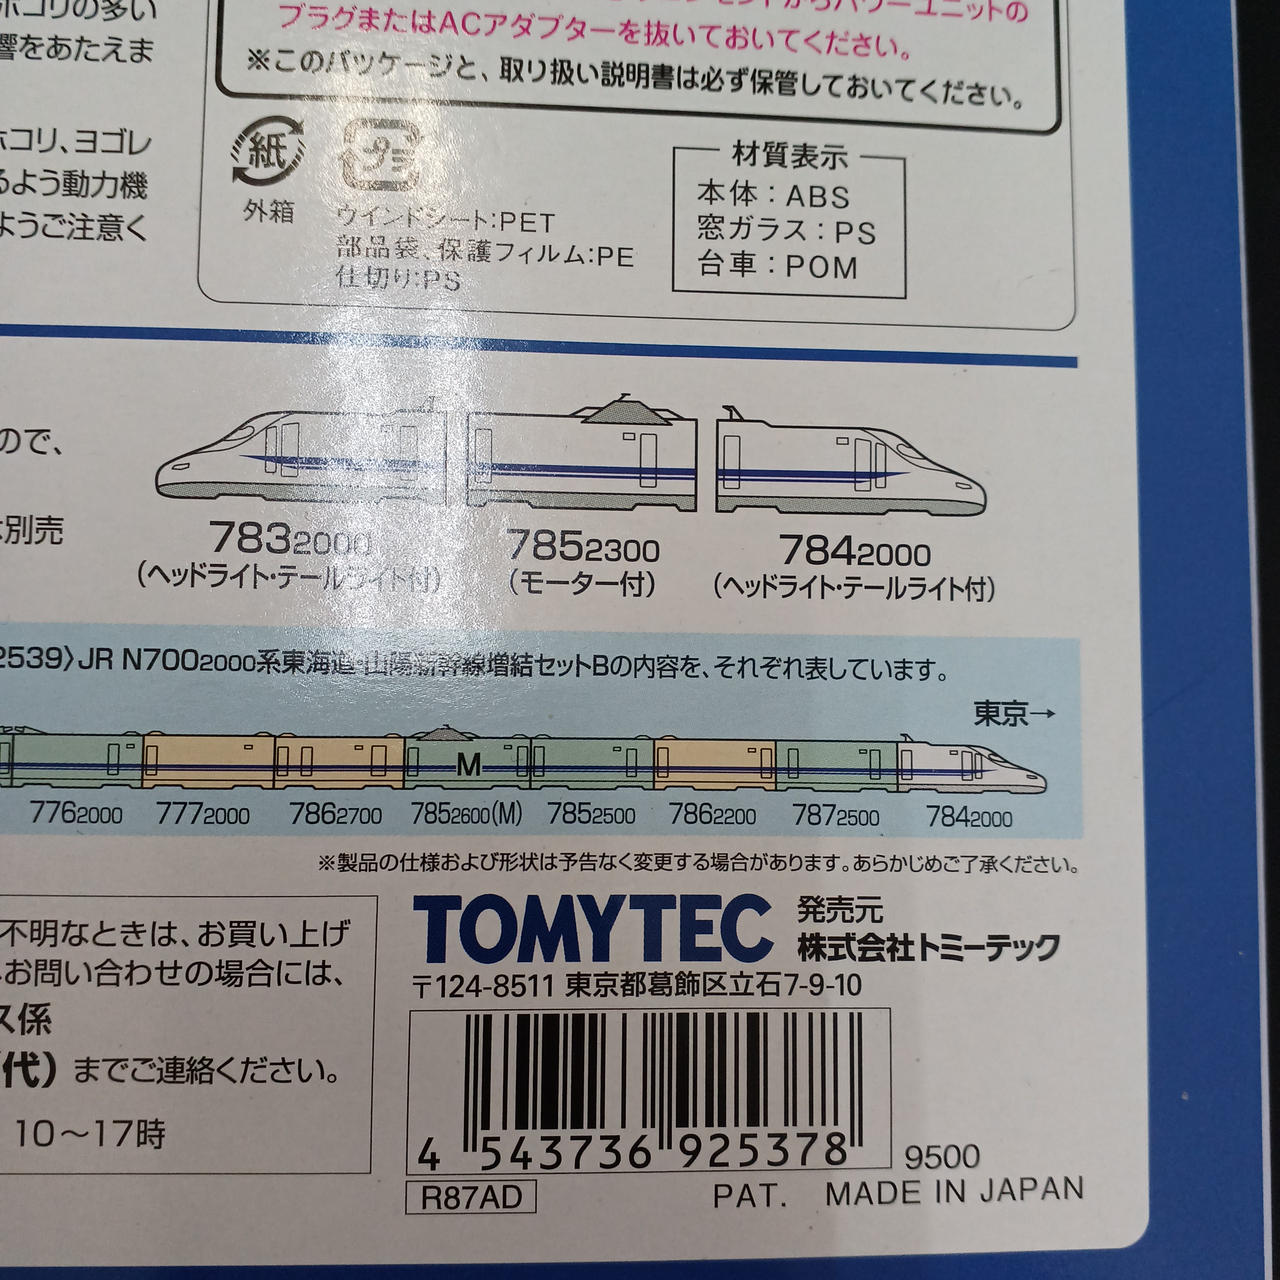 ホコリの多い
響をあたえま
ホコリ、ヨゴレ
るよう動力機
ようご注意く
プラグまたはACアダプターを抜いておいてください。
※このパッケージと、取り扱い説明書は必ず保管しておいてください。
紙
外箱
プラ
ウインドシート:PET
部品袋、保護フィルム:PE
仕切り:PS
材質表示
本体：ABS
窓ガラス：PS
台車：POM
ので、
別売
7832000
(ヘッドライト・テールライト付)
7852300
(モーター付)
7842000
(ヘッドライト・テールライト付)
2539〉JR N7002000系東海道・山陽新幹線増結セットBの内容を、それぞれ表しています。
東京→
M
7762000 7772000 7862700 7852600(M) 7852500 7862200 7872500 7842000
※製品の仕様および形状は予告なく変更する場合があります。あらかじめご了承ください。
不明なときは、お買い上げ
お問い合わせの場合には、
ス係
(代) までご連絡ください。
10〜17時
TOMYTEC 発売元
株式会社トミーテック
〒124-8511 東京都葛飾区立石7-9-10
4 543736 925378 9500
R87AD PAT. MADE IN JAPAN